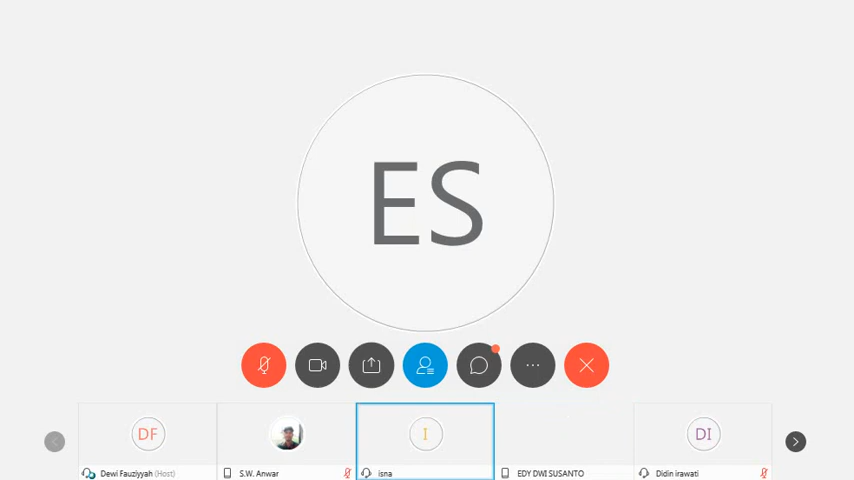 ES
DF
I
DI
Dewi Fauziyyah (Host)
S.W. Anwar
isna
EDY DWI SUSANTO
Didin irawati